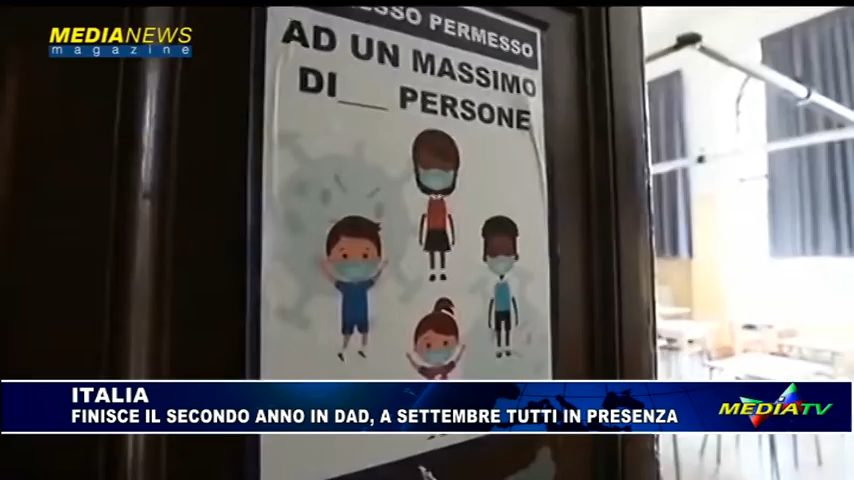 MEDIANEWS
magazine
PERMESSO
AD UN MASSIMO
DI___ PERSONE
ITALIA
FINISCE IL SECONDO ANNO IN DAD, A SETTEMBRE TUTTI IN PRESENZA
MEDIATV